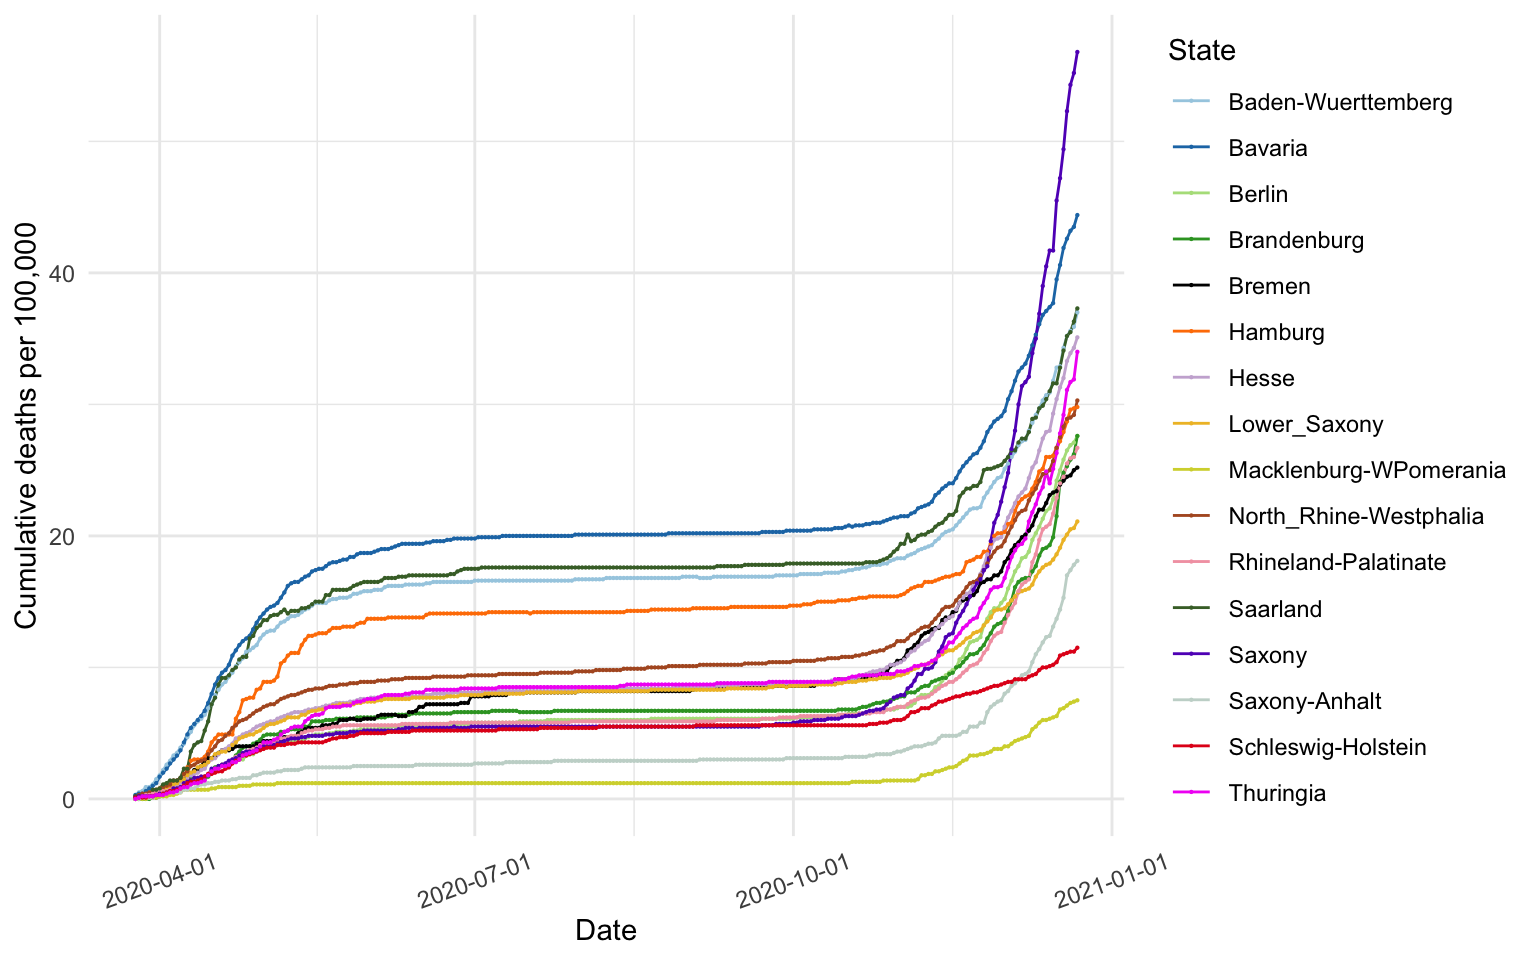 Cumulative deaths per 100,000
40
20
0
2020-04-01
2020-07-01
2020-10-01
2021-01-01
Date
State
Baden-Wuerttemberg
Bavaria
Berlin
Brandenburg
Bremen
Hamburg
Hesse
Lower_Saxony
Macklenburg-WPomerania
North_Rhine-Westphalia
Rhineland-Palatinate
Saarland
Saxony
Saxony-Anhalt
Schleswig-Holstein
Thuringia